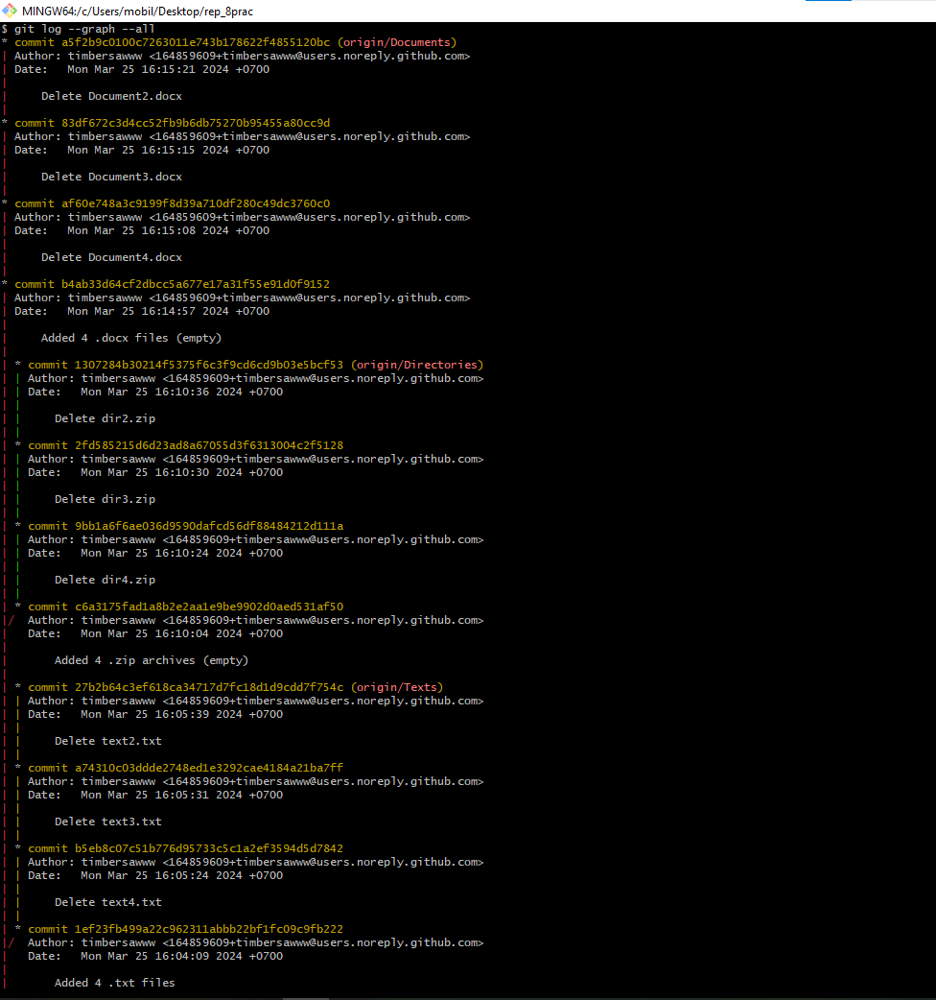 MINGW64:/c/Users/mobil/Desktop/rep_8prac
$ git log --graph --all
* commit a5f2b9c0100c7263011e743b178622f4855120bc (origin/Documents)
| Author: timbersawww <164859609+timbersawww@users.noreply.github.com>
| Date:   Mon Mar 25 16:15:21 2024 +0700
|
|     Delete Document2.docx
|
* commit 83df672c3d4cc52fb9b6db75270b95455a80cc9d
| Author: timbersawww <164859609+timbersawww@users.noreply.github.com>
| Date:   Mon Mar 25 16:15:15 2024 +0700
|
|     Delete Document3.docx
|
* commit af60e748a3c9199f8d39a710df280c49dc3760c0
| Author: timbersawww <164859609+timbersawww@users.noreply.github.com>
| Date:   Mon Mar 25 16:15:08 2024 +0700
|
|     Delete Document4.docx
|
* commit b4ab33d64cf2dbcc5a677e17a31f55e91d0f9152
| Author: timbersawww <164859609+timbersawww@users.noreply.github.com>
| Date:   Mon Mar 25 16:14:57 2024 +0700
|
|     Added 4 .docx files (empty)
|
| * commit 1307284b30214f5375f6c3f9cd6cd9b03e5bcf53 (origin/Directories)
| | Author: timbersawww <164859609+timbersawww@users.noreply.github.com>
| | Date:   Mon Mar 25 16:10:36 2024 +0700
| |
| |     Delete dir2.zip
| |
| * commit 2fd585215d6d23ad8a67055d3f6313004c2f5128
| | Author: timbersawww <164859609+timbersawww@users.noreply.github.com>
| | Date:   Mon Mar 25 16:10:30 2024 +0700
| |
| |     Delete dir3.zip
| |
| * commit 9bb1a6f6ae036d9590dafcd56df88484212d111a
| | Author: timbersawww <164859609+timbersawww@users.noreply.github.com>
| | Date:   Mon Mar 25 16:10:24 2024 +0700
| |
| |     Delete dir4.zip
| |
| * commit c6a3175fad1a8b2e2aa1e9be9902d0aed531af50
|/  Author: timbersawww <164859609+timbersawww@users.noreply.github.com>
|   Date:   Mon Mar 25 16:10:04 2024 +0700
|
|       Added 4 .zip archives (empty)
|
| * commit 27b2b64c3ef618ca34717d7fc18d1d9cdd7f754c (origin/Texts)
| | Author: timbersawww <164859609+timbersawww@users.noreply.github.com>
| | Date:   Mon Mar 25 16:05:39 2024 +0700
| |
| |     Delete text2.txt
| |
| * commit a74310c03ddde2748ed1e3292cae4184a21ba7ff
| | Author: timbersawww <164859609+timbersawww@users.noreply.github.com>
| | Date:   Mon Mar 25 16:05:31 2024 +0700
| |
| |     Delete text3.txt
| |
| * commit b5eb8c07c51b776d95733c5c1a2ef3594d5d7842
| | Author: timbersawww <164859609+timbersawww@users.noreply.github.com>
| | Date:   Mon Mar 25 16:05:24 2024 +0700
| |
| |     Delete text4.txt
| |
| * commit 1ef23fb499a22c962311abbb22bf1fc09c9fb222
|/  Author: timbersawww <164859609+timbersawww@users.noreply.github.com>
|   Date:   Mon Mar 25 16:04:09 2024 +0700
|
|       Added 4 .txt files